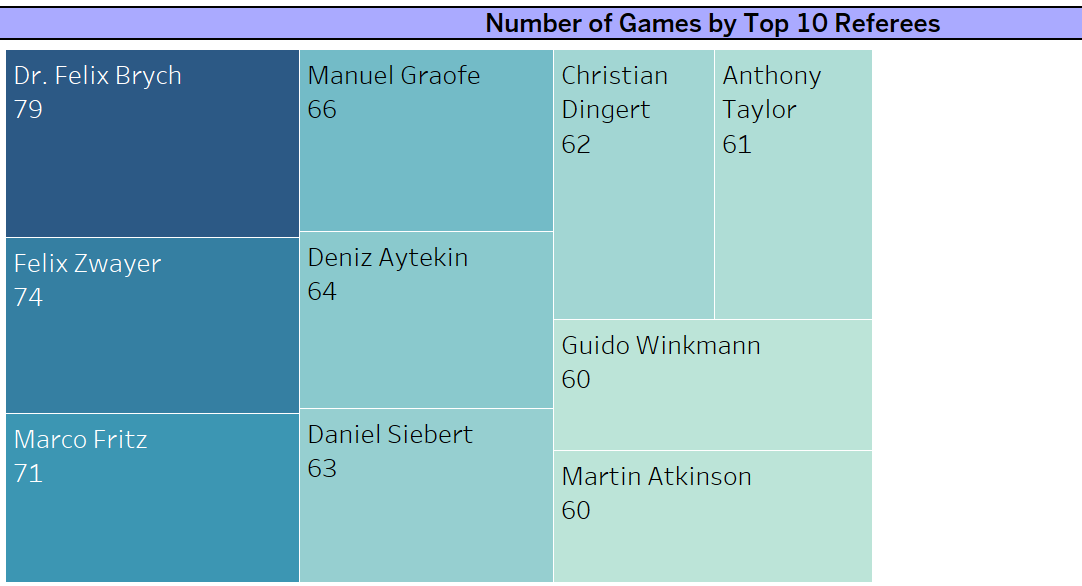 Number of Games by Top 10 Referees
Dr. Felix Brych
79
Felix Zwayer
74
Marco Fritz
71
Manuel Graofe
66
Deniz Aytekin
64
Daniel Siebert
63
Christian
Dingert
62
Anthony
Taylor
61
Guido Winkmann
60
Martin Atkinson
60